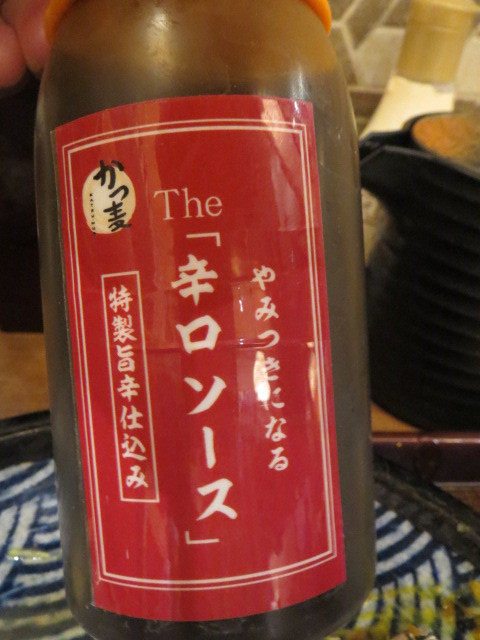 かつ麦
The
やみつきになる
「辛口ソース」
特製旨辛仕込み